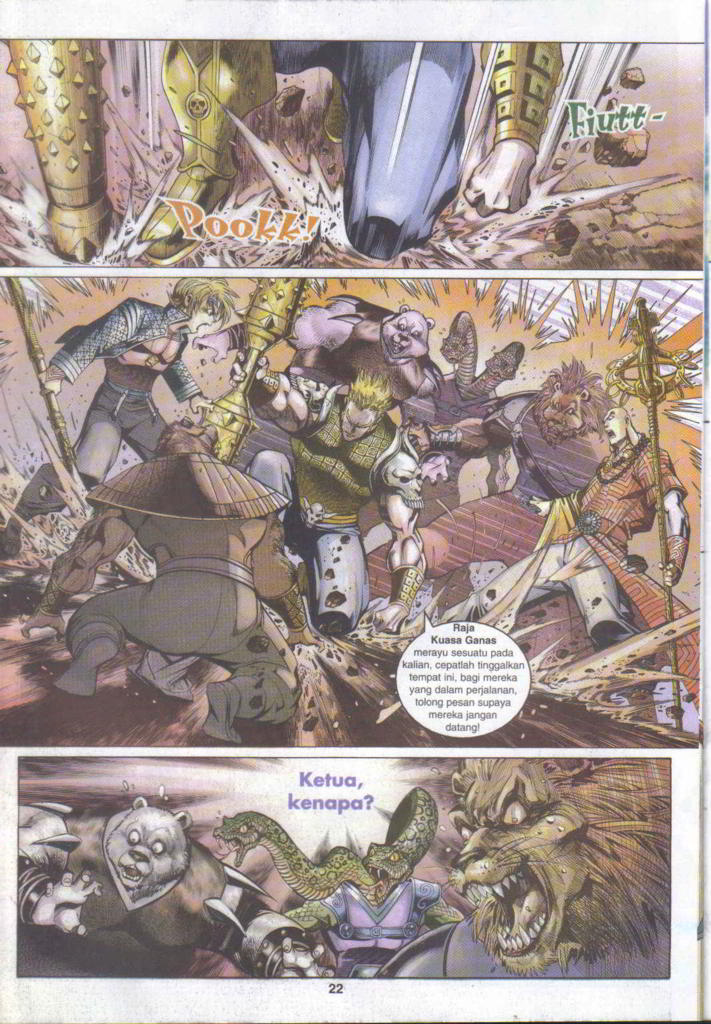 Fiutt-
Pookk!
Raja
Kuasa Ganas
merayu sesuatu pada
kalian, cepatlah tinggalkan
tempat ini, bagi mereka
yang dalam perjalanan,
tolong pesan supaya
mereka jangan
datang!
Ketua,
kenapa?
22